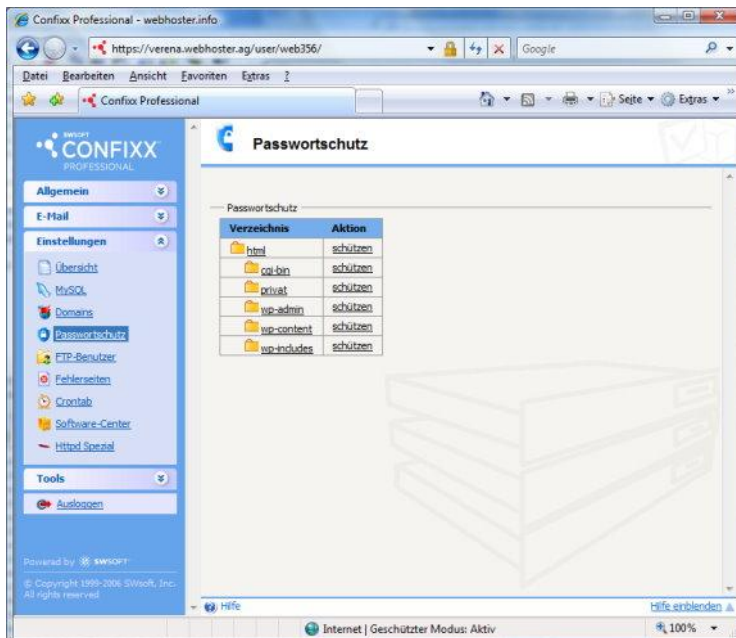 Confixx Professional - webhoster.info
https://verena.webhoster.ag/user/web356/
Google
Datei Bearbeiten Ansicht Favoriten Extras ?
Confixx Professional
Seite
Extras
SWSOFT
CONFIXX
PROFESSIONAL
Passwortschutz
Allgemein
E-Mail
Einstellungen
Übersicht
MySQL
Domains
Passwortschutz
FTP-Benutzer
Fehlerseiten
Crontab
Software-Center
Httpd Spezial
Tools
Ausloggen
Powered by SWSOFT
© Copyright 1999-2006 SWsoft, Inc.
All rights reserved
Passwortschutz
Verzeichnis Aktion
html schützen
cgi-bin schützen
privat schützen
wp-admin schützen
wp-content schützen
wp-includes schützen
Hilfe
Hilfe einblenden
Internet | Geschützter Modus: Aktiv
100%